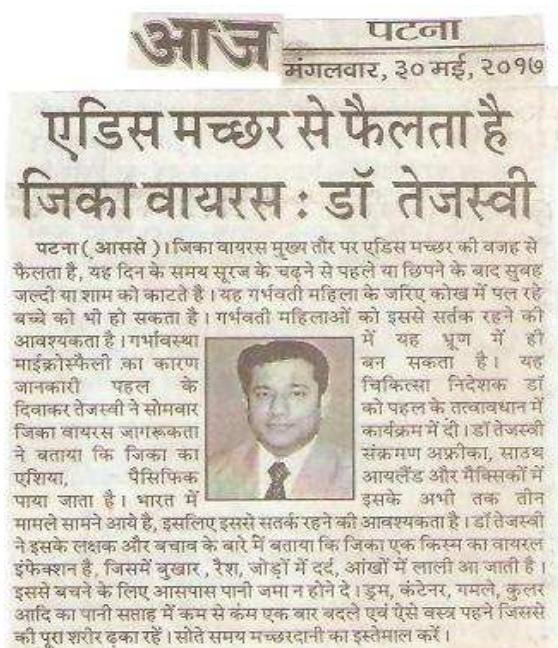 आज
पटना
मंगलवार, ३० मई, २०१७
एडिस मच्छर से फैलता है
जिका वायरस : डॉ तेजस्वी
पटना ( आससे )। जिका वायरस मुख्य तौर पर एडिस मच्छर की वजह से
फैलता है, यह दिन के समय सूरज के चढ़ने से पहले या छिपने के बाद सुबह
जल्दी या शाम को काटते है। यह गर्भवती महिला के जरिए कोख में पल रहे
बच्चे को भी हो सकता है। गर्भवती महिलाओं को इससे सर्तक रहने की
आवश्यकता है। गर्भावस्था में यह भ्रूण में ही
माईक्रोस्फैली का कारण बन सकता है। यह
जानकारी पहल के चिकित्सा निदेशक डॉ
दिवाकर तेजस्वी ने सोमवार को पहल के तत्वावधान में
जिका वायरस जागरूकता कार्यक्रम में दी। डॉ तेजस्वी
ने बताया कि जिका का संक्रमण अफ्रीका, साउथ
एशिया, पैसिफिक आयलैंड और मैक्सिकों में
पाया जाता है। भारत में इसके अभी तक तीन
मामले सामने आये है, इसलिए इससे सतर्क रहने की आवश्यकता है। डॉ तेजस्वी
ने इसके लक्षक और बचाव के बारे में बताया कि जिका एक किस्म का वायरल
इंफेक्शन है, जिसमें बुखार, रैश, जोड़ों में दर्द, आंखों में लाली आ जाती है।
इससे बचने के लिए आसपास पानी जमा न होने दे। ड्रम, कंटेनर, गमले, कुलर
आदि का पानी सताह में कम से कंम एक बार बदले एवं ऐसे वस्त्र पहने जिससे
की पूरा शरीर ढ़का रहें। सोते समय मच्छरदानी का इस्तेमाल करें।